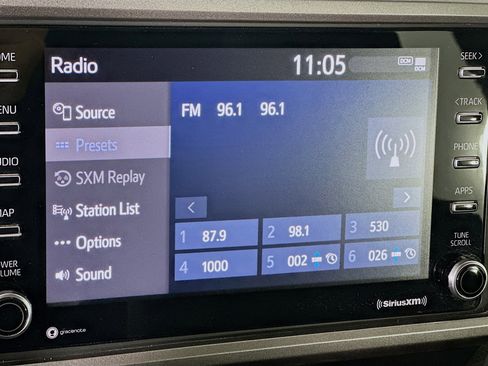 Radio 11:05 DCM DCM
HOME
MENU
AUDIO
MAP
POWER
VOLUME
Source
Presets
SXM Replay
Station List
Options
Sound
FM 96.1 96.1
< >
1 87.9 2 98.1 3 530
4 1000 5 002 6 026
SEEK>
<TRACK
PHONE
APPS
TUNE
SCROLL
gracenote
SiriusXM